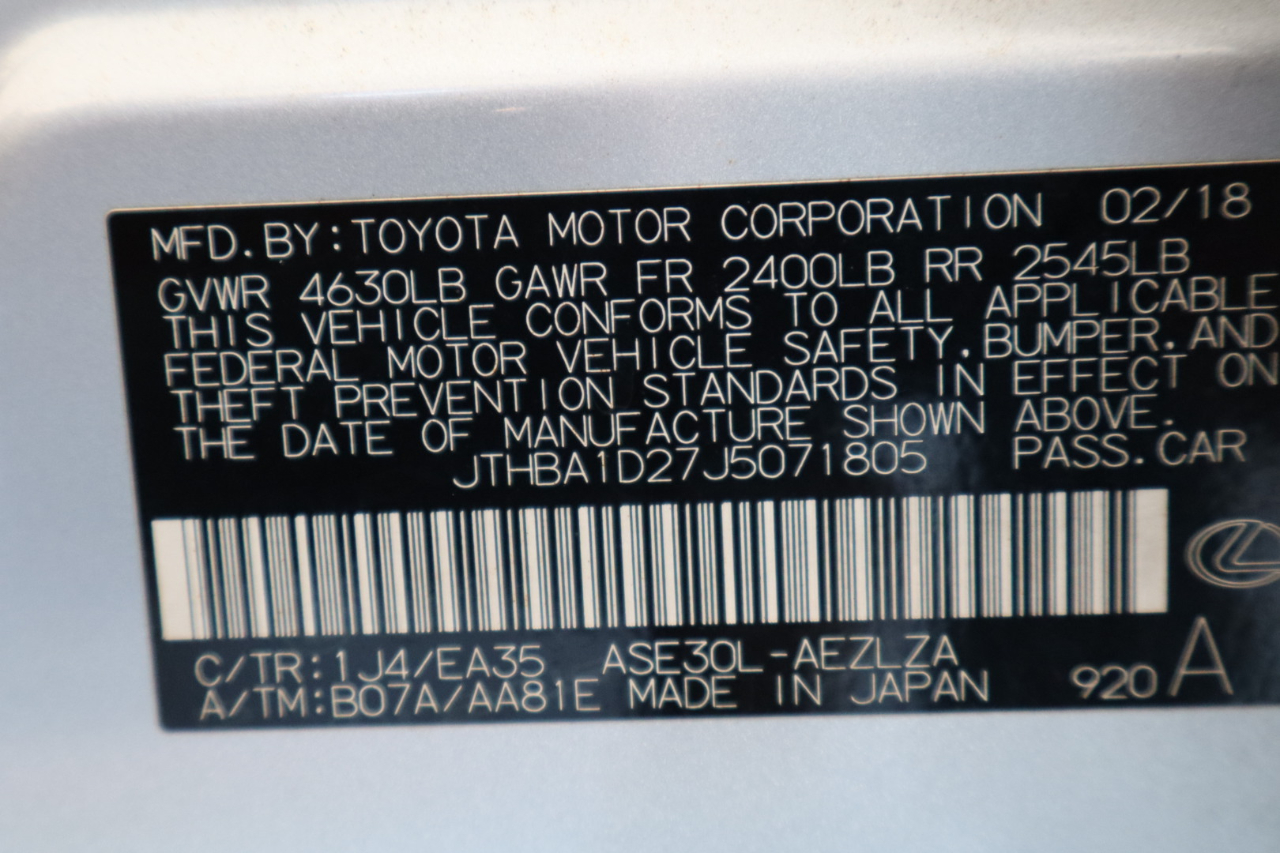 MFD.BY:TOYOTA MOTOR CORPORATION 02/18
GVWR 4630LB GAWR FR 2400LB RR 2545LB
THIS VEHICLE CONFORMS TO ALL APPLICABLE
FEDERAL MOTOR VEHICLE SAFETY.BUMPER.AND
THEFT PREVENTION STANDARDS IN EFFECT ON
THE DATE OF MANUFACTURE SHOWN ABOVE.
JTHBA1D27J5071805 PASS.CAR
C/TR:1J4/EA35 ASE30L-AEZLZA
A/TM:B07A/AA81E MADE IN JAPAN 920 A